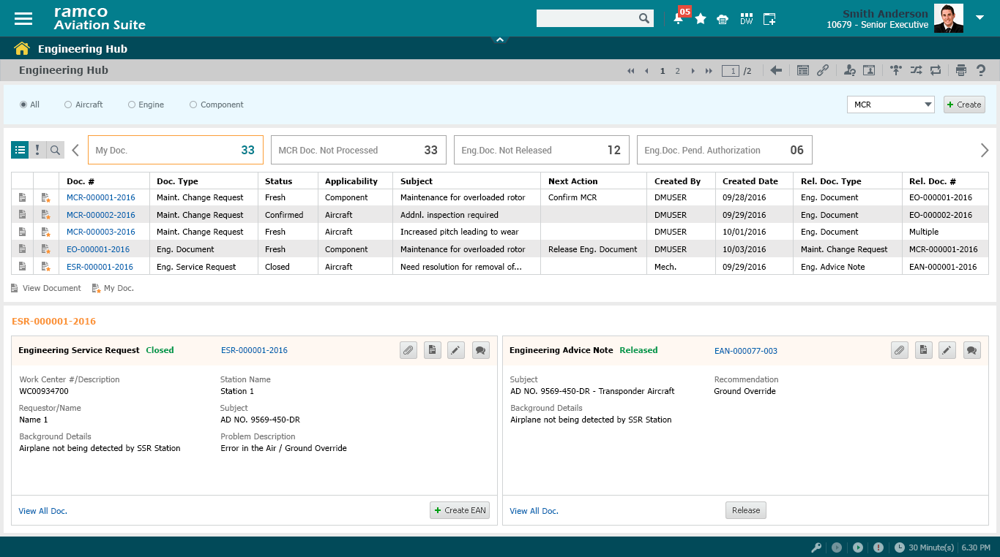 ramco
Aviation Suite
05
DW
Smith Anderson
10679 - Senior Executive
Engineering Hub
Engineering Hub
1 2 1 /2
All Aircraft Engine Component
MCR Create
My Doc. 33 MCR Doc. Not Processed 33 Eng.Doc. Not Released 12 Eng.Doc. Pend. Authorization 06
Doc. # Doc. Type Status Applicability Subject Next Action Created By Created Date Rel. Doc. Type Rel. Doc. #
MCR-000001-2016 Maint. Change Request Fresh Component Maintenance for overloaded rotor Confirm MCR DMUSER 09/28/2016 Eng. Document EO-000001-2016
MCR-000002-2016 Maint. Change Request Confirmed Aircraft Addnl. inspection required DMUSER 09/29/2016 Eng. Document EO-000002-2016
MCR-000003-2016 Maint. Change Request Fresh Aircraft Increased pitch leading to wear DMUSER 10/01/2016 Eng. Document Multiple
EO-000001-2016 Eng. Document Fresh Component Maintenance for overloaded rotor Release Eng. Document DMUSER 10/03/2016 Maint. Change Request MCR-000001-2016
ESR-000001-2016 Eng. Service Request Closed Aircraft Need resolution for removal of... Mech. 09/29/2016 Eng. Advice Note EAN-000001-2016
View Document My Doc.
ESR-000001-2016
Engineering Service Request Closed ESR-000001-2016
Work Center #/Description Station Name
WC00934700 Station 1
Requestor/Name Subject
Name 1 AD NO. 9569-450-DR
Background Details Problem Description
Airplane not being detected by SSR Station Error in the Air / Ground Override
View All Doc. Create EAN
Engineering Advice Note Released EAN-000077-003
Subject Recommendation
AD NO. 9569-450-DR - Transponder Aircraft Ground Override
Background Details
Airplane not being detected by SSR Station
View All Doc. Release
30 Minute(s) 6.30 PM